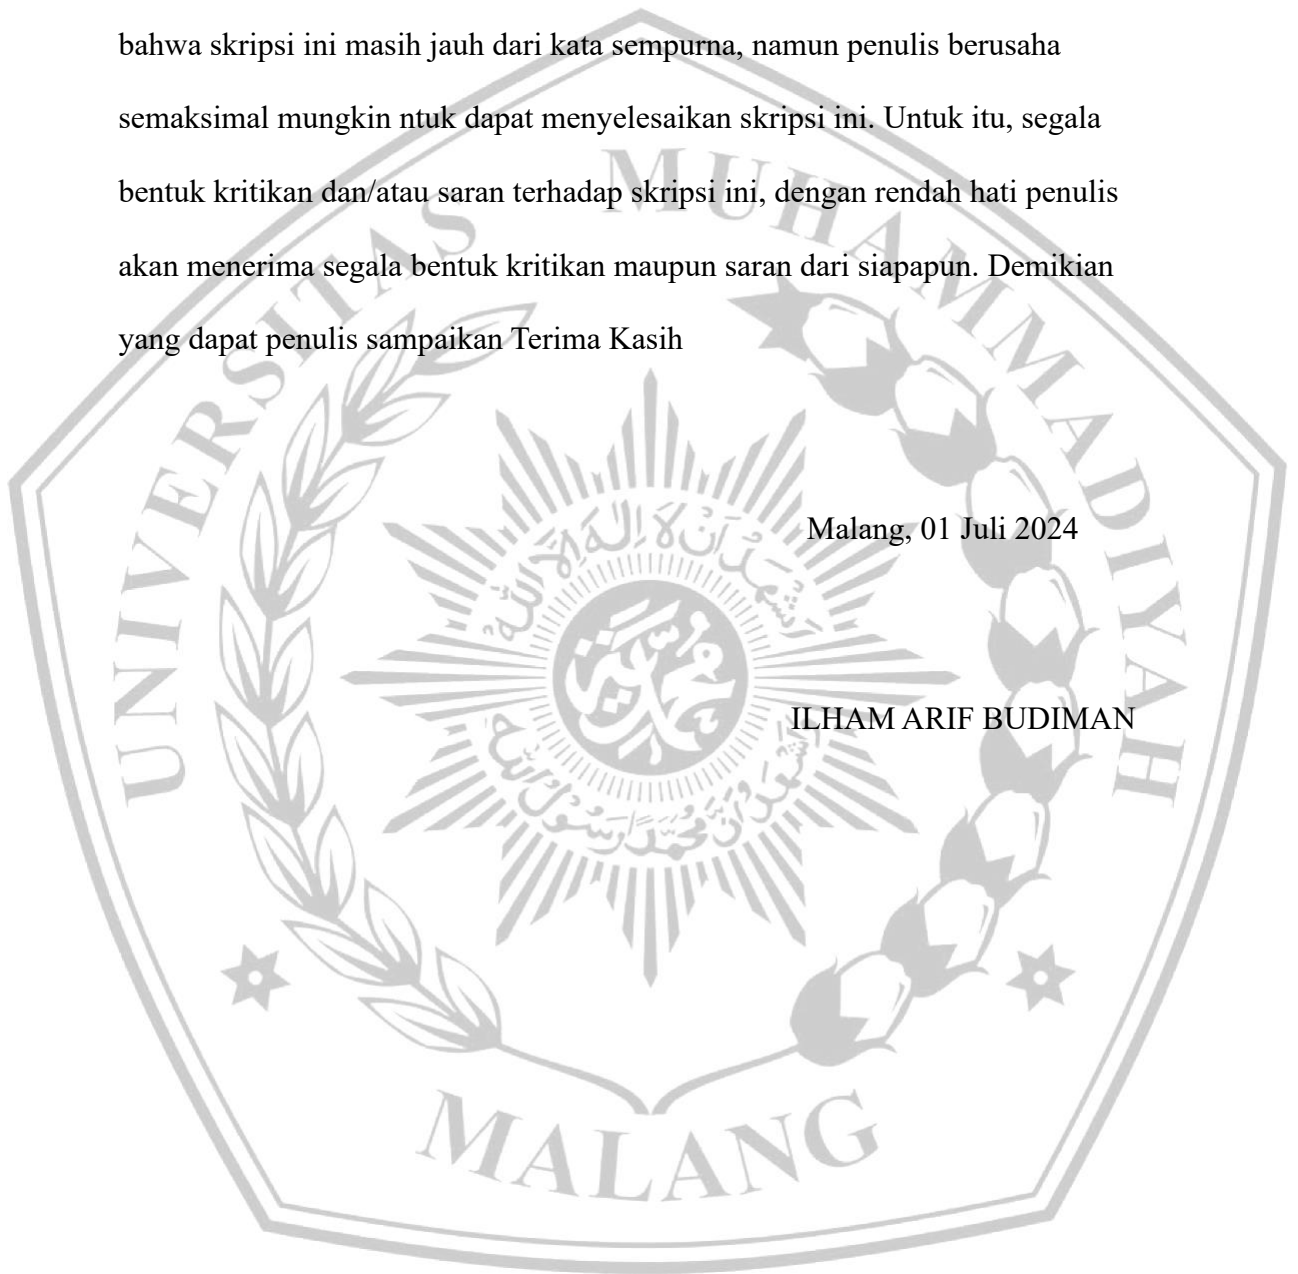 bahwa skripsi ini masih jauh dari kata sempurna, namun penulis berusaha
semaksimal mungkin ntuk dapat menyelesaikan skripsi ini. Untuk itu, segala
bentuk kritikan dan/atau saran terhadap skripsi ini, dengan rendah hati penulis
akan menerima segala bentuk kritikan maupun saran dari siapapun. Demikian
yang dapat penulis sampaikan Terima Kasih
Malang, 01 Juli 2024
ILHAM ARIF BUDIMAN
UNIVERSITAS MUHAMMADIYAH
MALANG